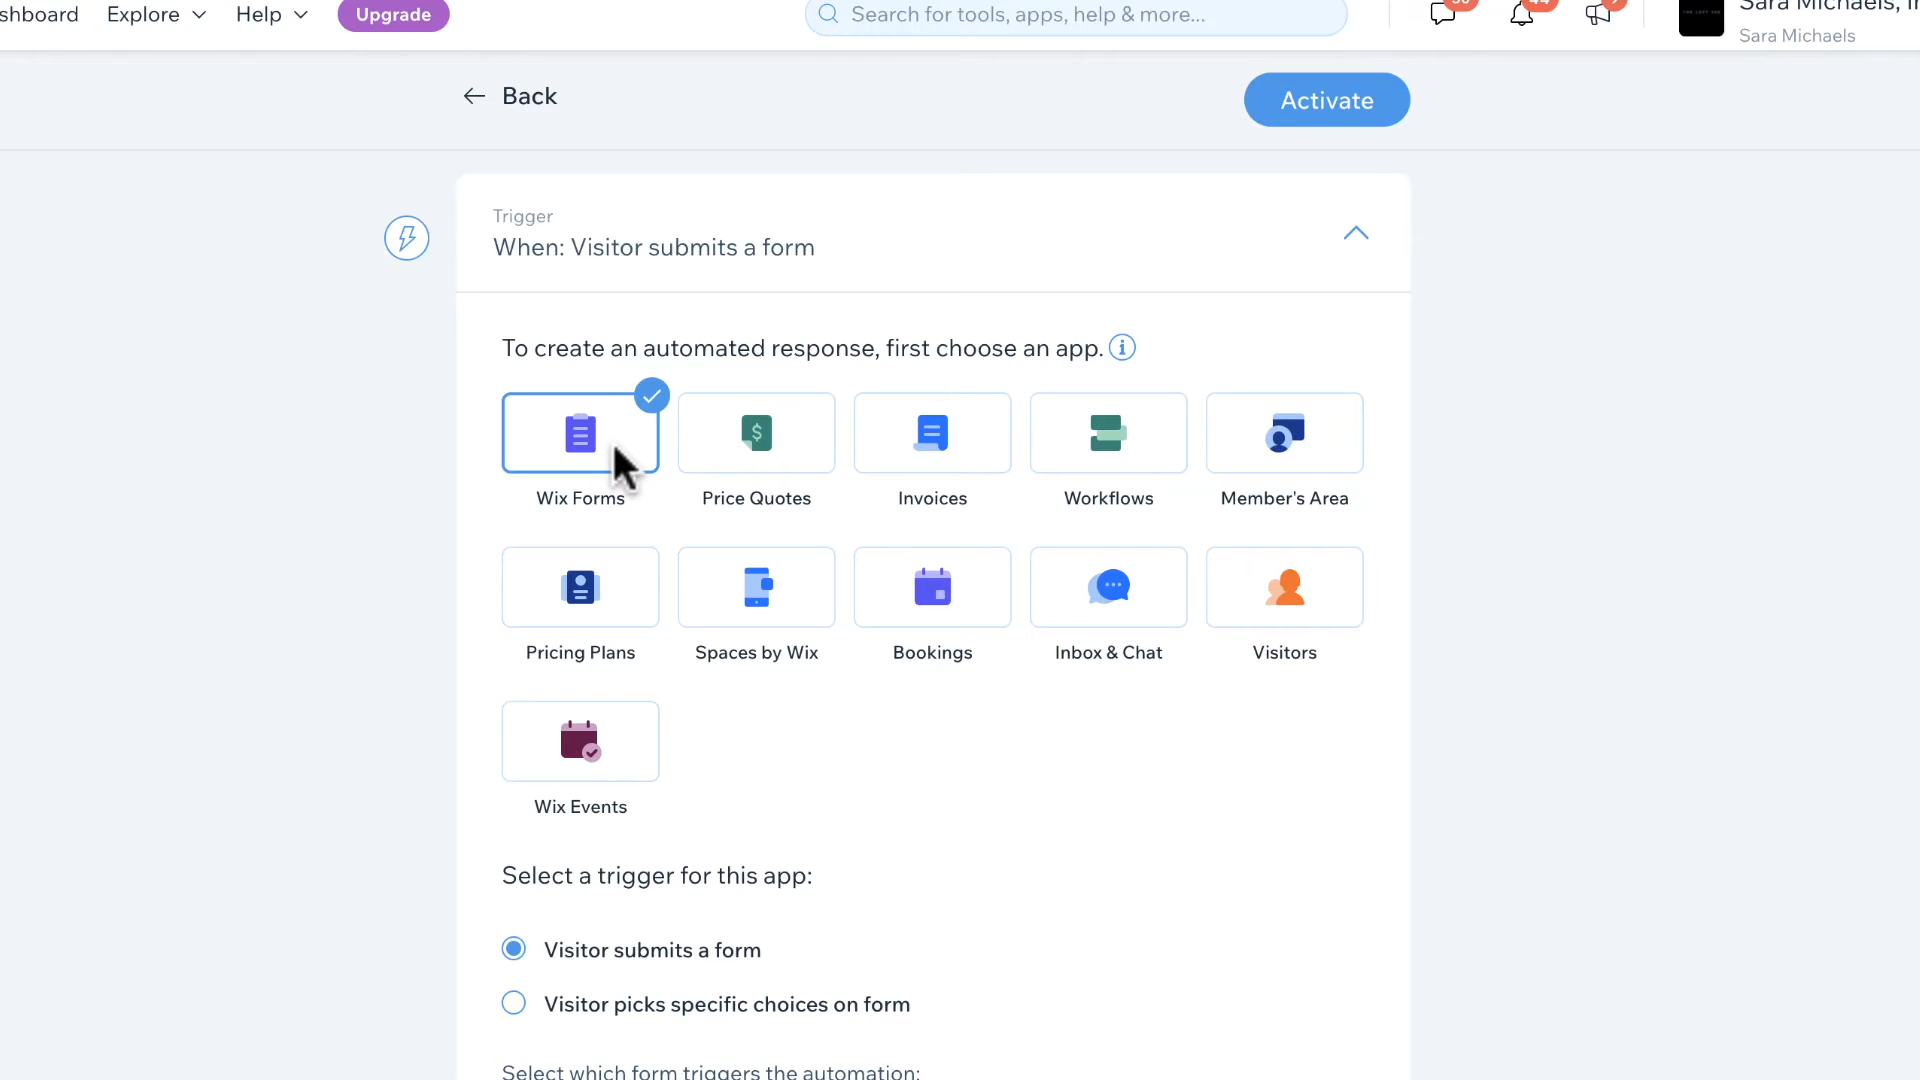 shboard Explore Help Upgrade Search for tools, apps, help & more... 44
Sara Michaels
Back Activate
Trigger
When: Visitor submits a form
To create an automated response, first choose an app.
Wix Forms Price Quotes Invoices Workflows Member's Area
Pricing Plans Spaces by Wix Bookings Inbox & Chat Visitors
Wix Events
Select a trigger for this app:
Visitor submits a form
Visitor picks specific choices on form
Select which form triggers the automation: